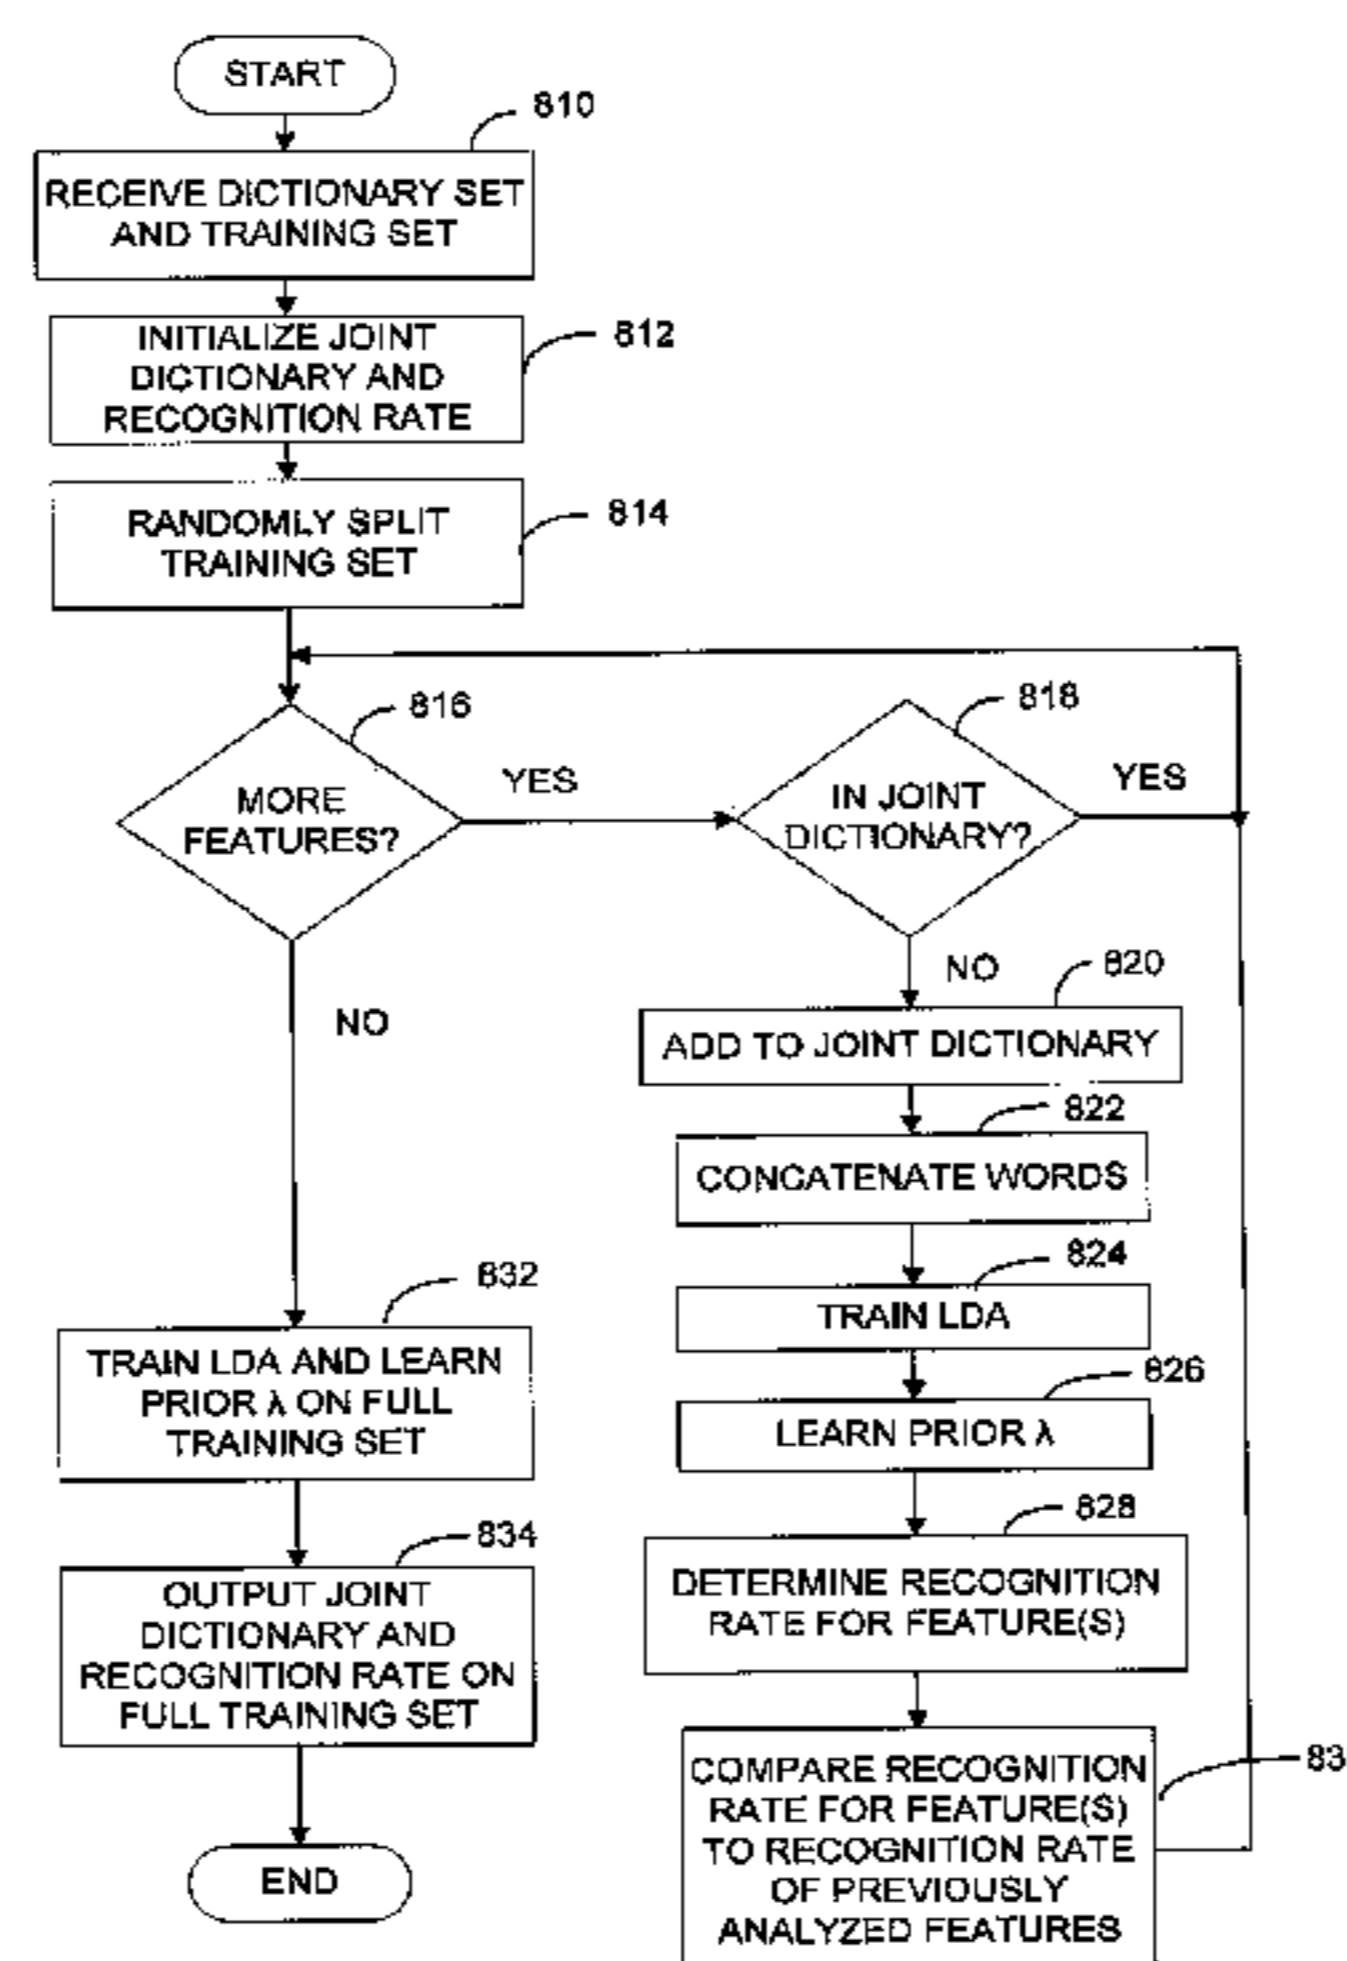 START
810
RECEIVE DICTIONARY SET
AND TRAINING SET
INITIALIZE JOINT
DICTIONARY AND
RECOGNITION RATE
812
RANDOMLY SPLIT
TRAINING SET
814
816
MORE
FEATURES?
YES
818
IN JOINT
DICTIONARY?
YES
NO
NO
820
ADD TO JOINT DICTIONARY
822
CONCATENATE WORDS
824
TRAIN LDA
826
LEARN PRIOR λ
828
DETERMINE RECOGNITION
RATE FOR FEATURE(S)
83
COMPARE RECOGNITION
RATE FOR FEATURE(S)
TO RECOGNITION RATE
OF PREVIOUSLY
ANALYZED FEATURES
832
TRAIN LDA AND LEARN
PRIOR λ ON FULL
TRAINING SET
834
OUTPUT JOINT
DICTIONARY AND
RECOGNITION RATE ON
FULL TRAINING SET
END